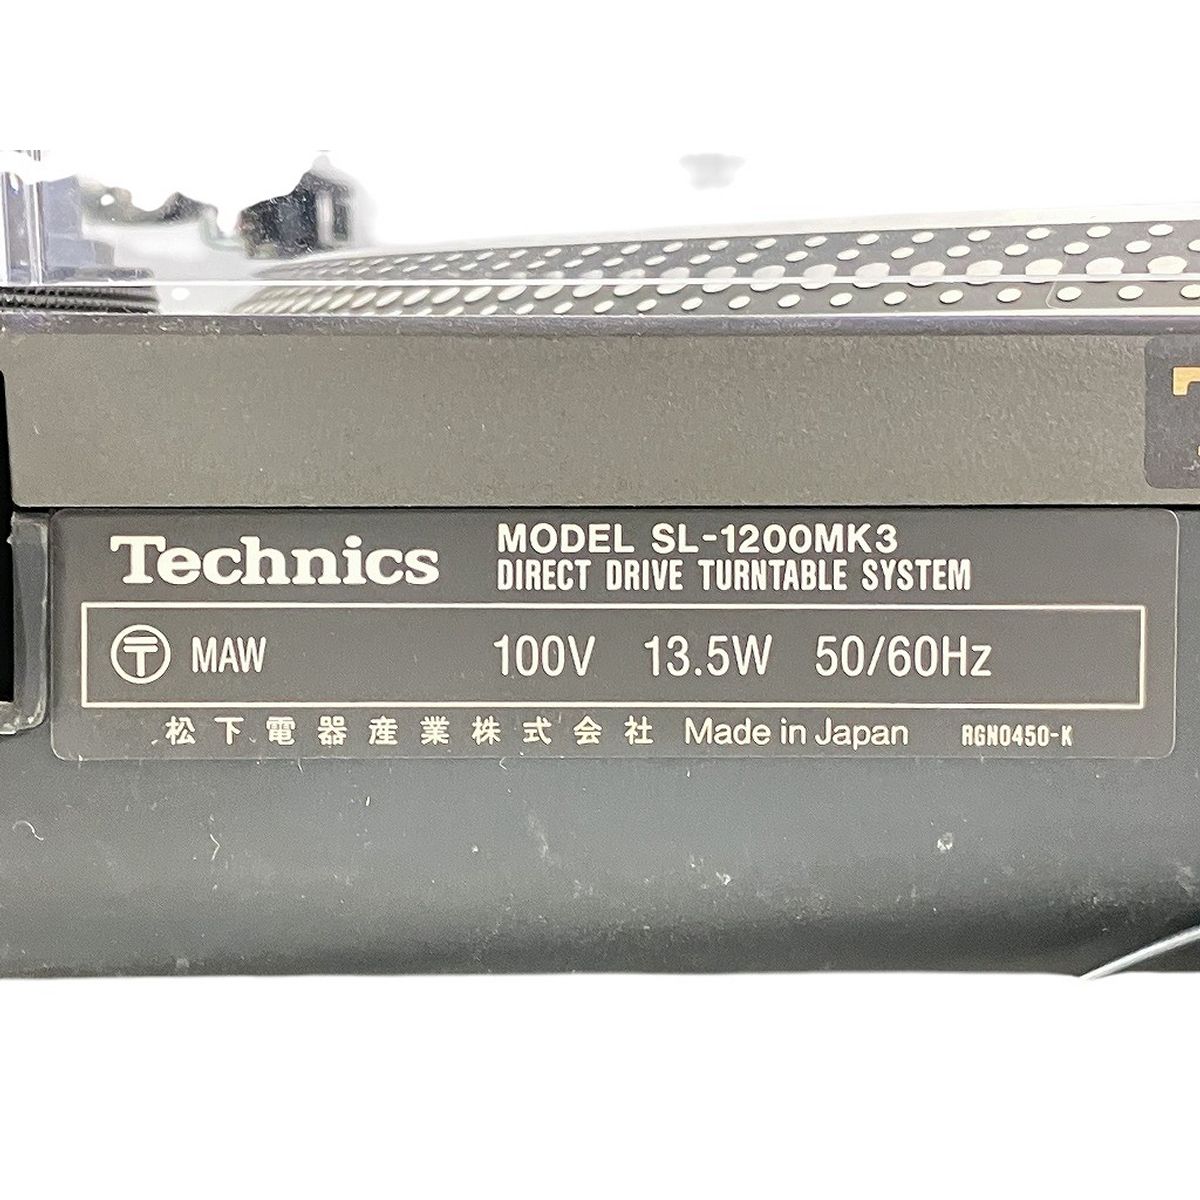 Technics
MODEL SL-1200MK3
DIRECT DRIVE TURNTABLE SYSTEM
〒 MAW 100V 13.5W 50/60Hz
松下電器産業株式会社 Made in Japan RGN0450-K